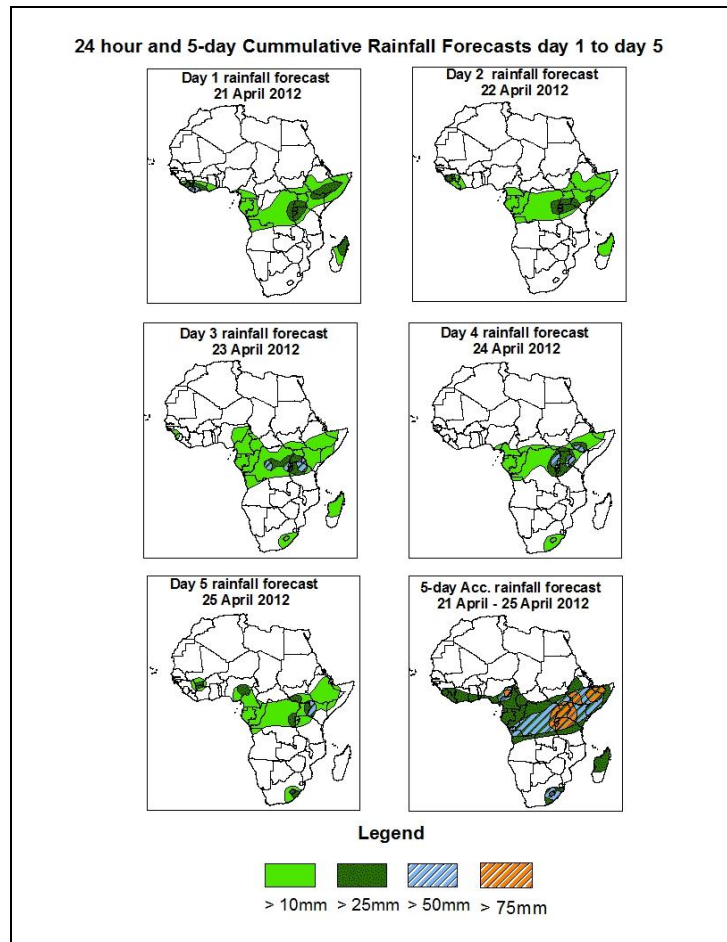 24 hour and 5-day Cummulative Rainfall Forecasts day 1 to day 5
Day 1 rainfall forecast
21 April 2012
Day 2 rainfall forecast
22 April 2012
Day 3 rainfall forecast
23 April 2012
Day 4 rainfall forecast
24 April 2012
Day 5 rainfall forecast
25 April 2012
5-day Acc. rainfall forecast
21 April - 25 April 2012
Legend
> 10mm > 25mm > 50mm > 75mm